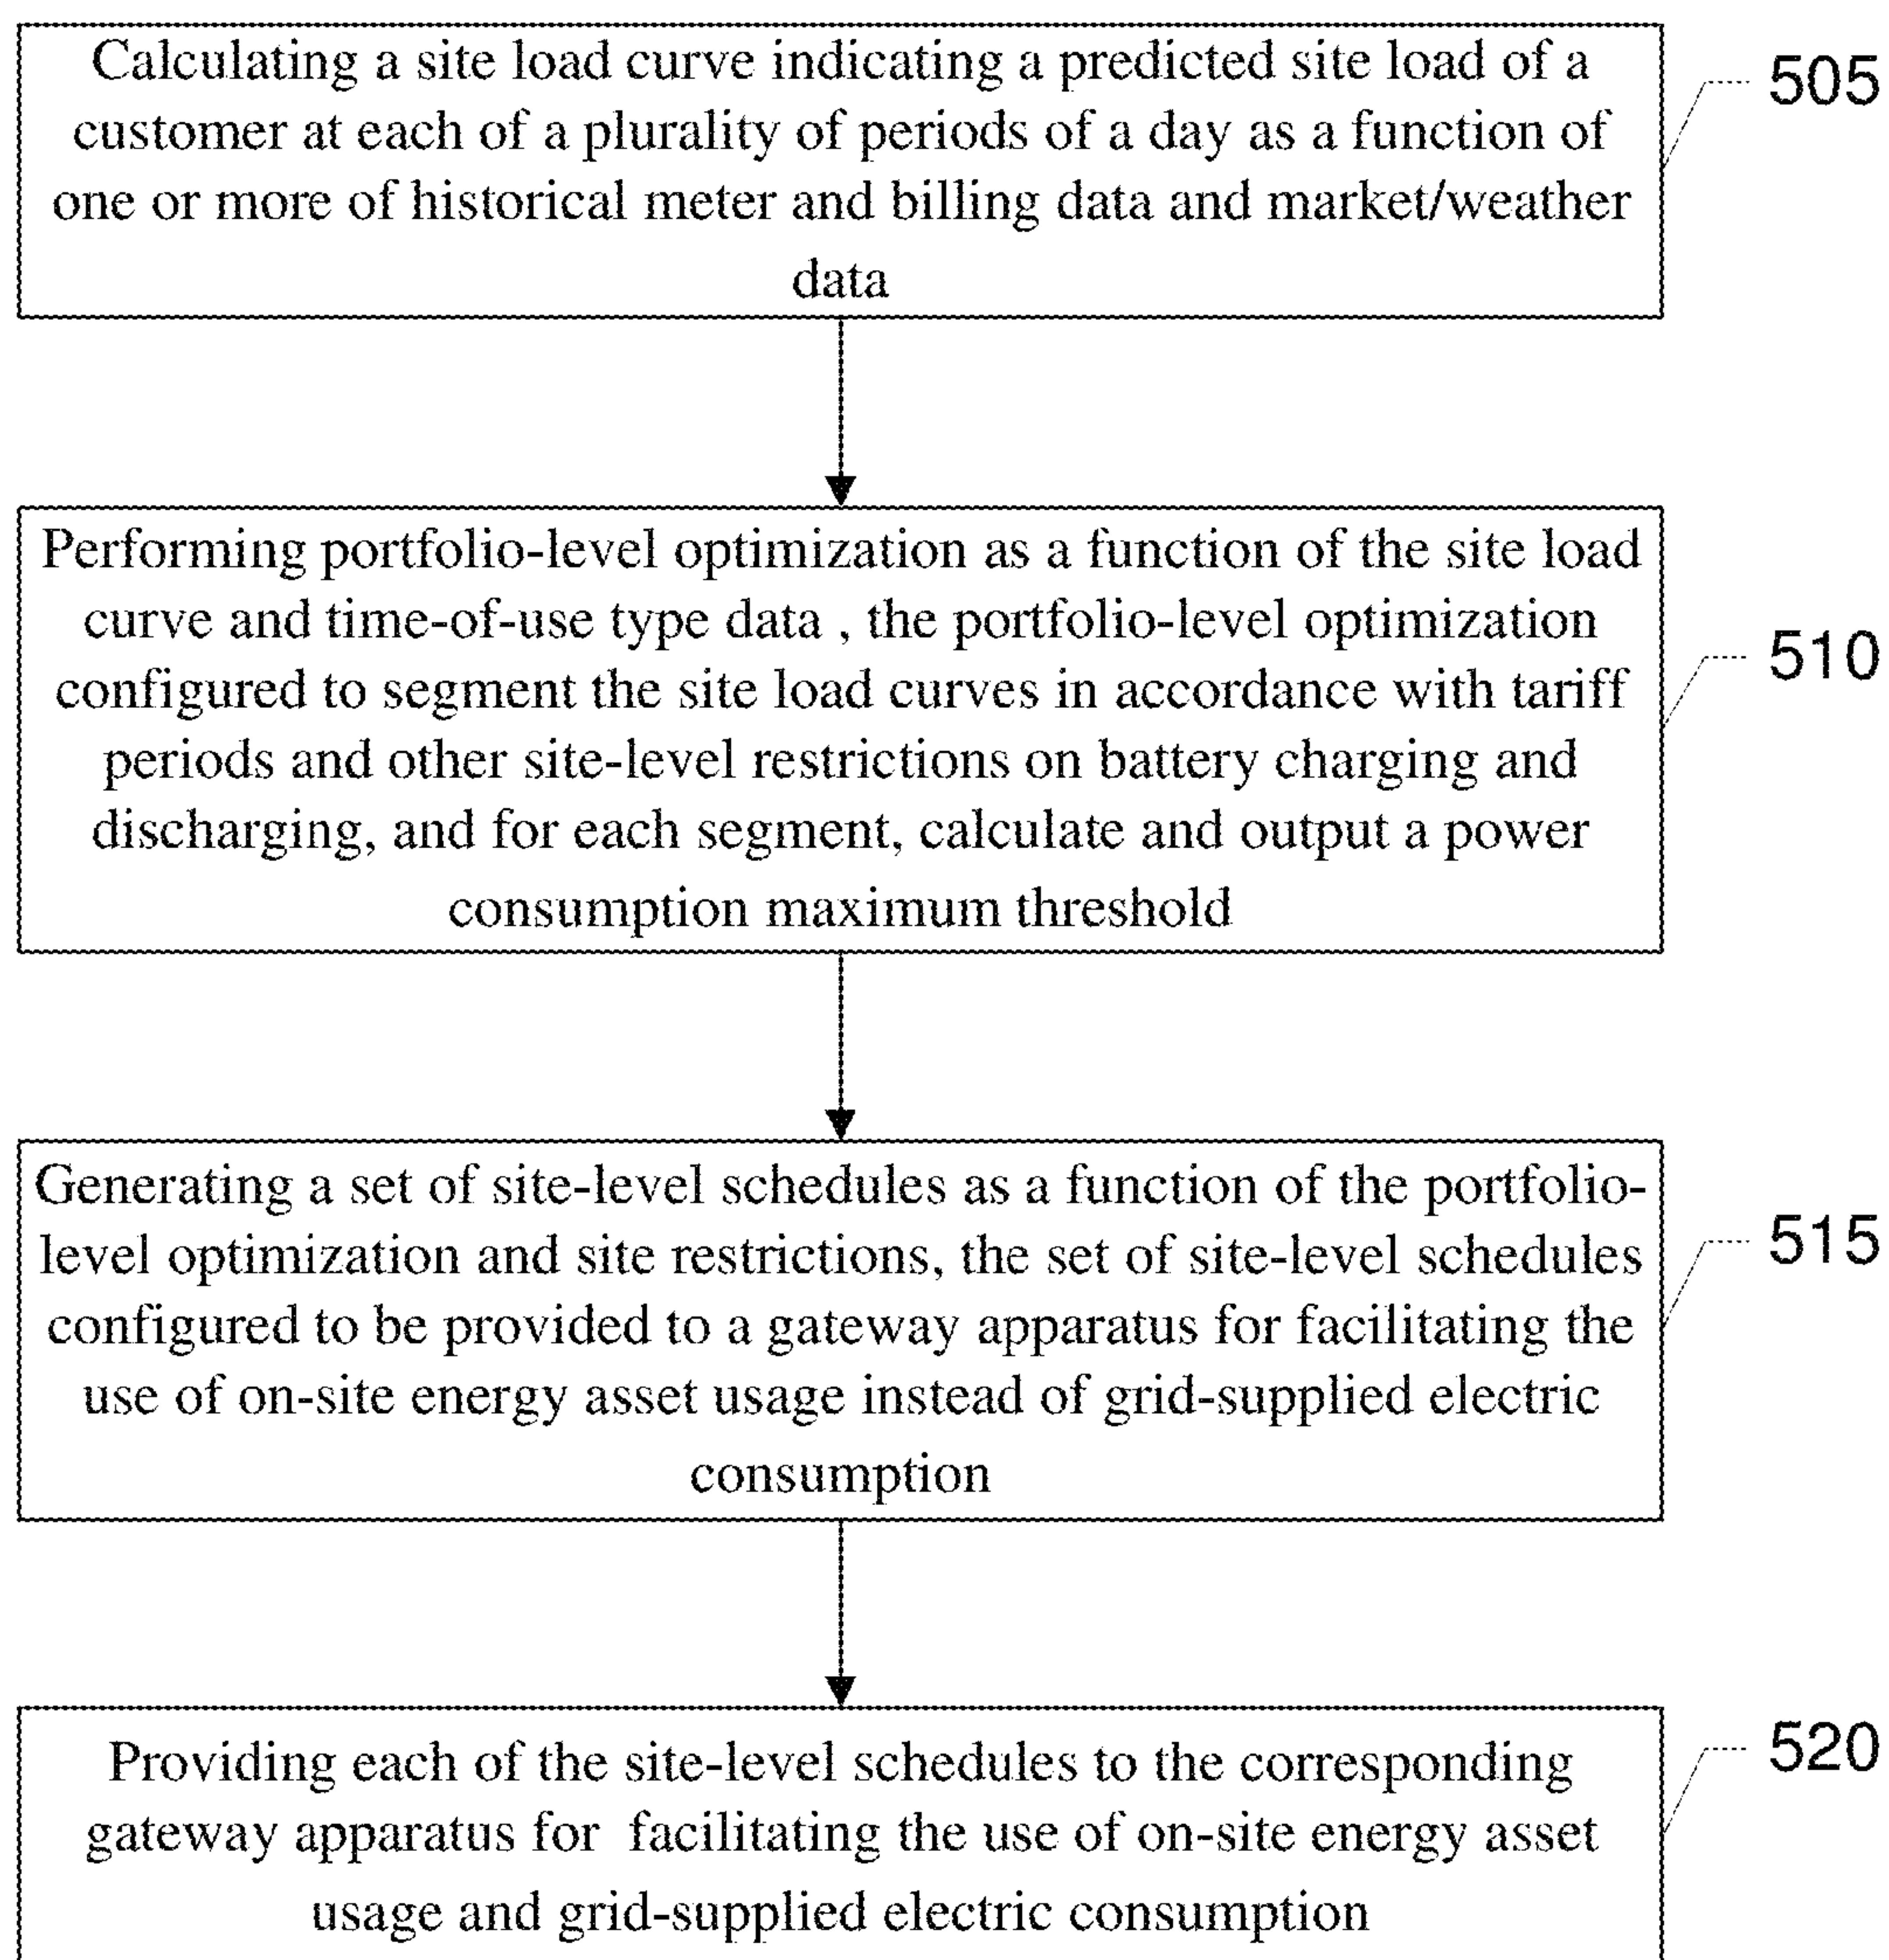 Calculating a site load curve indicating a predicted site load of a
customer at each of a plurality of periods of a day as a function of
one or more of historical meter and billing data and market/weather
data
505
Performing portfolio-level optimization as a function of the site load
curve and time-of-use type data , the portfolio-level optimization
configured to segment the site load curves in accordance with tariff
periods and other site-level restrictions on battery charging and
discharging, and for each segment, calculate and output a power
consumption maximum threshold
510
Generating a set of site-level schedules as a function of the portfolio-
level optimization and site restrictions, the set of site-level schedules
configured to be provided to a gateway apparatus for facilitating the
use of on-site energy asset usage instead of grid-supplied electric
consumption
515
Providing each of the site-level schedules to the corresponding
gateway apparatus for facilitating the use of on-site energy asset
usage and grid-supplied electric consumption
520